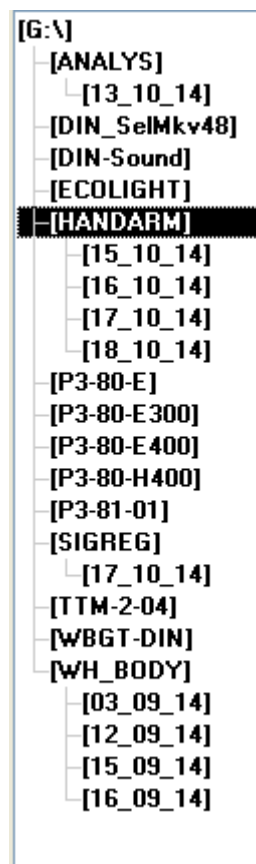 [G:\]
[ANALYS]
[13_10_14]
[DIN_SelMkv48]
[DIN-Sound]
[ECOLIGHT]
[HANDARM]
[15_10_14]
[16_10_14]
[17_10_14]
[18_10_14]
[P3-80-E]
[P3-80-E300]
[P3-80-E400]
[P3-80-H400]
[P3-81-01]
[SIGREG]
[17_10_14]
[TTM-2-04]
[WBGT-DIN]
[WH_BODY]
[03_09_14]
[12_09_14]
[15_09_14]
[16_09_14]